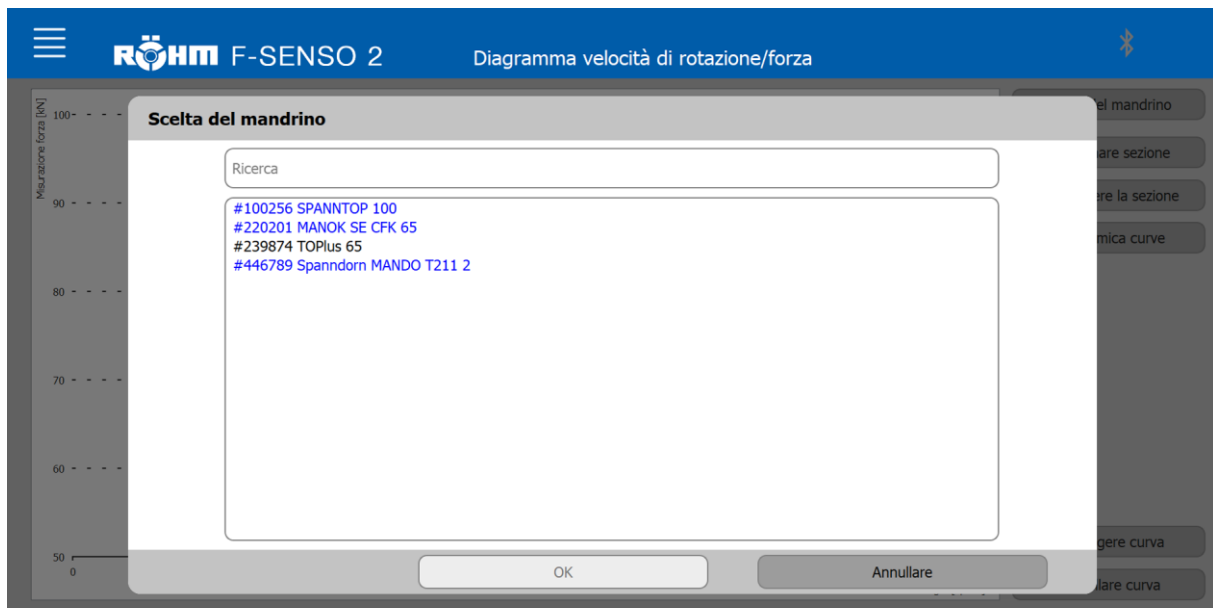 RÖHM F-SENSO 2
Diagramma velocità di rotazione/forza
Misurazione forza [kN]
100
90
80
70
60
50
0
Scelta del mandrino
Ricerca
#100256 SPANNTOP 100
#220201 MANOK SE CFK 65
#239874 TOPlus 65
#446789 Spanndorn MANDO T211 2
OK
Annullare
el mandrino
are sezione
ere la sezione
mica curve
gere curva
lare curva